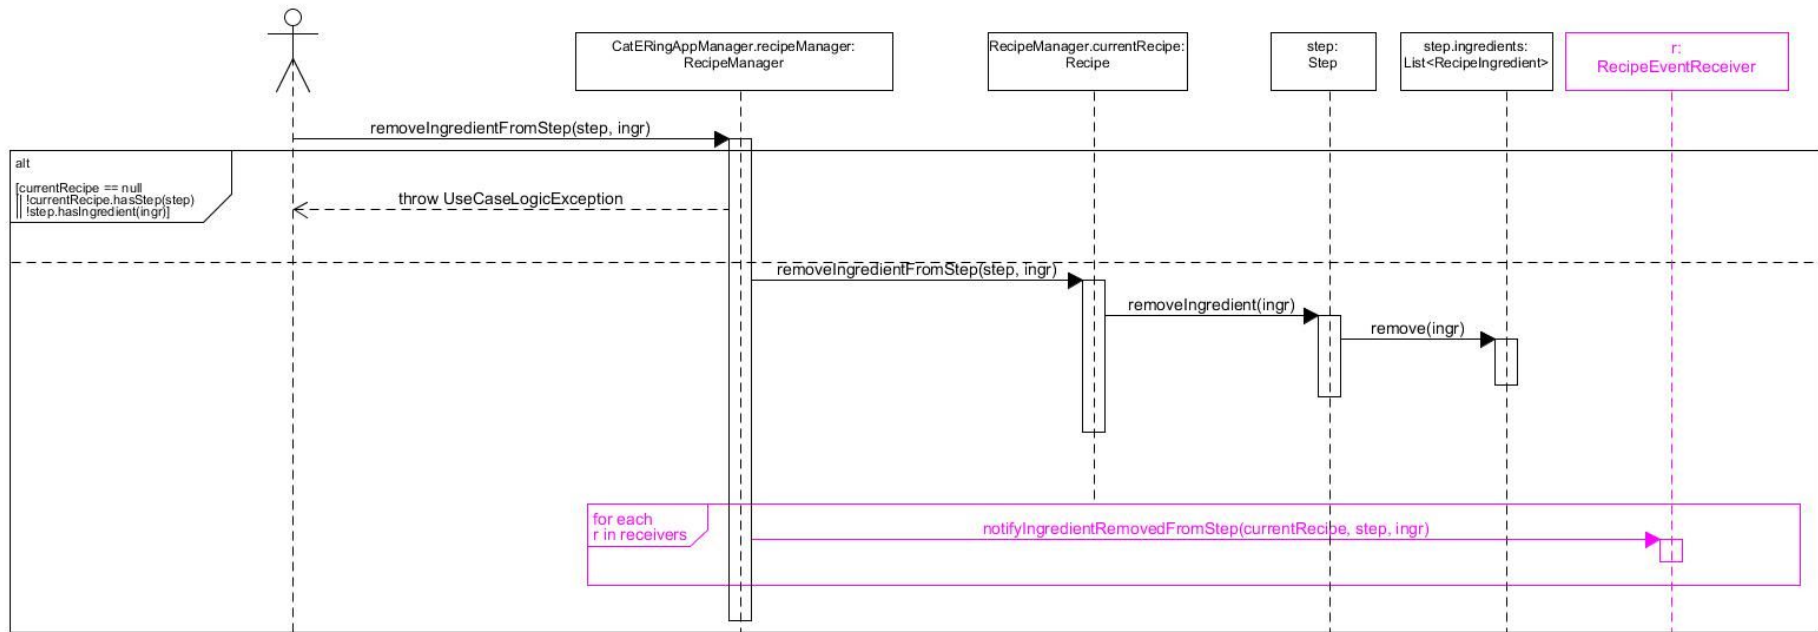 CatERingAppManager.recipeManager:
RecipeManager
RecipeManager.currentRecipe:
Recipe
step:
Step
step.ingredients:
List<RecipeIngredient>
r:
RecipeEventReceiver
removeIngredientFromStep(step, ingr)
alt
[currentRecipe == null
|| !currentRecipe.hasStep(step)
|| !step.hasIngredient(ingr)]
throw UseCaseLogicException
removeIngredientFromStep(step, ingr)
removeIngredient(ingr)
remove(ingr)
for each
r in receivers
notifyIngredientRemovedFromStep(currentRecipe, step, ingr)